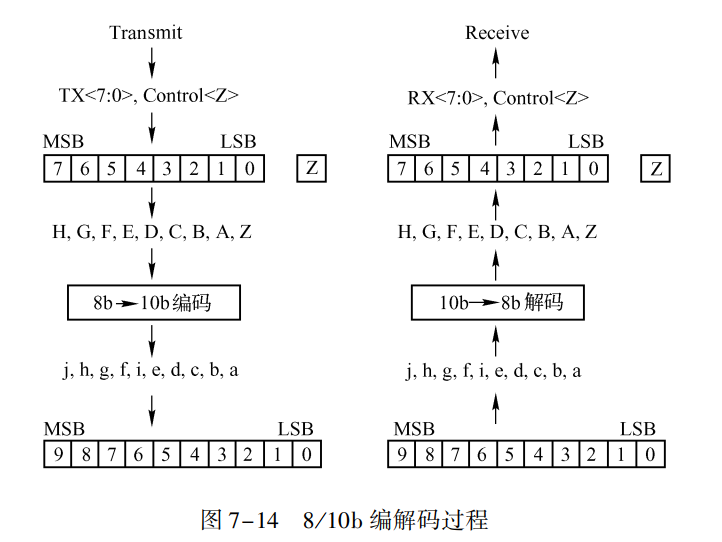 Transmit
TX<7:0>, Control<Z>
MSB LSB
7 6 5 4 3 2 1 0 Z
H, G, F, E, D, C, B, A, Z
8b→10b编码
j, h, g, f, i, e, d, c, b, a
MSB LSB
9 8 7 6 5 4 3 2 1 0
Receive
RX<7:0>, Control<Z>
MSB LSB
7 6 5 4 3 2 1 0 Z
H, G, F, E, D, C, B, A, Z
10b→8b解码
j, h, g, f, i, e, d, c, b, a
MSB LSB
9 8 7 6 5 4 3 2 1 0
图 7-14 8/10b 编解码过程